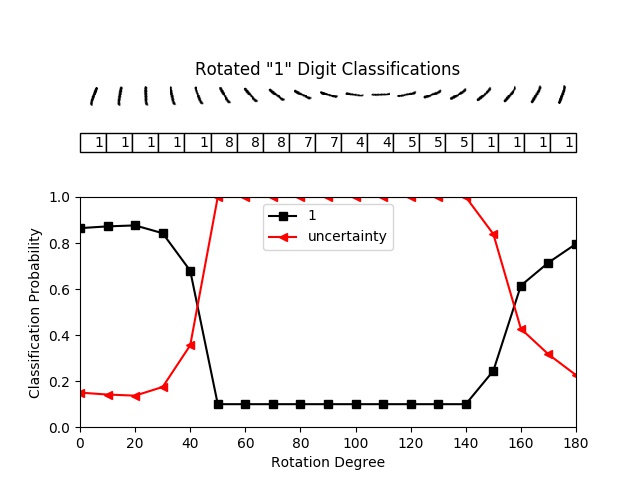 Rotated "1" Digit Classifications
1 1 1 1 1 8 8 8 7 7 4 4 5 5 5 1 1 1 1
1
uncertainty
Classification Probability
1.0
0.8
0.6
0.4
0.2
0.0
0 20 40 60 80 100 120 140 160 180
Rotation Degree